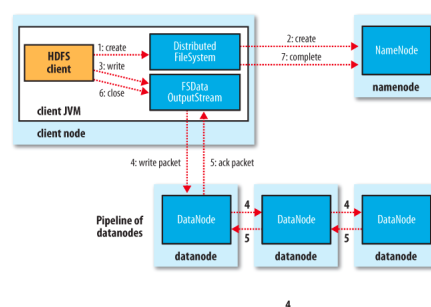 1: create
HDFS
client
3: write
6: close
Distributed
FileSystem
FSData
OutputStream
client JVM
client node
2: create
7: complete
NameNode
namenode
4: write packet
5: ack packet
Pipeline of
datanodes
DataNode
datanode
4
5
DataNode
datanode
4
5
DataNode
datanode
4